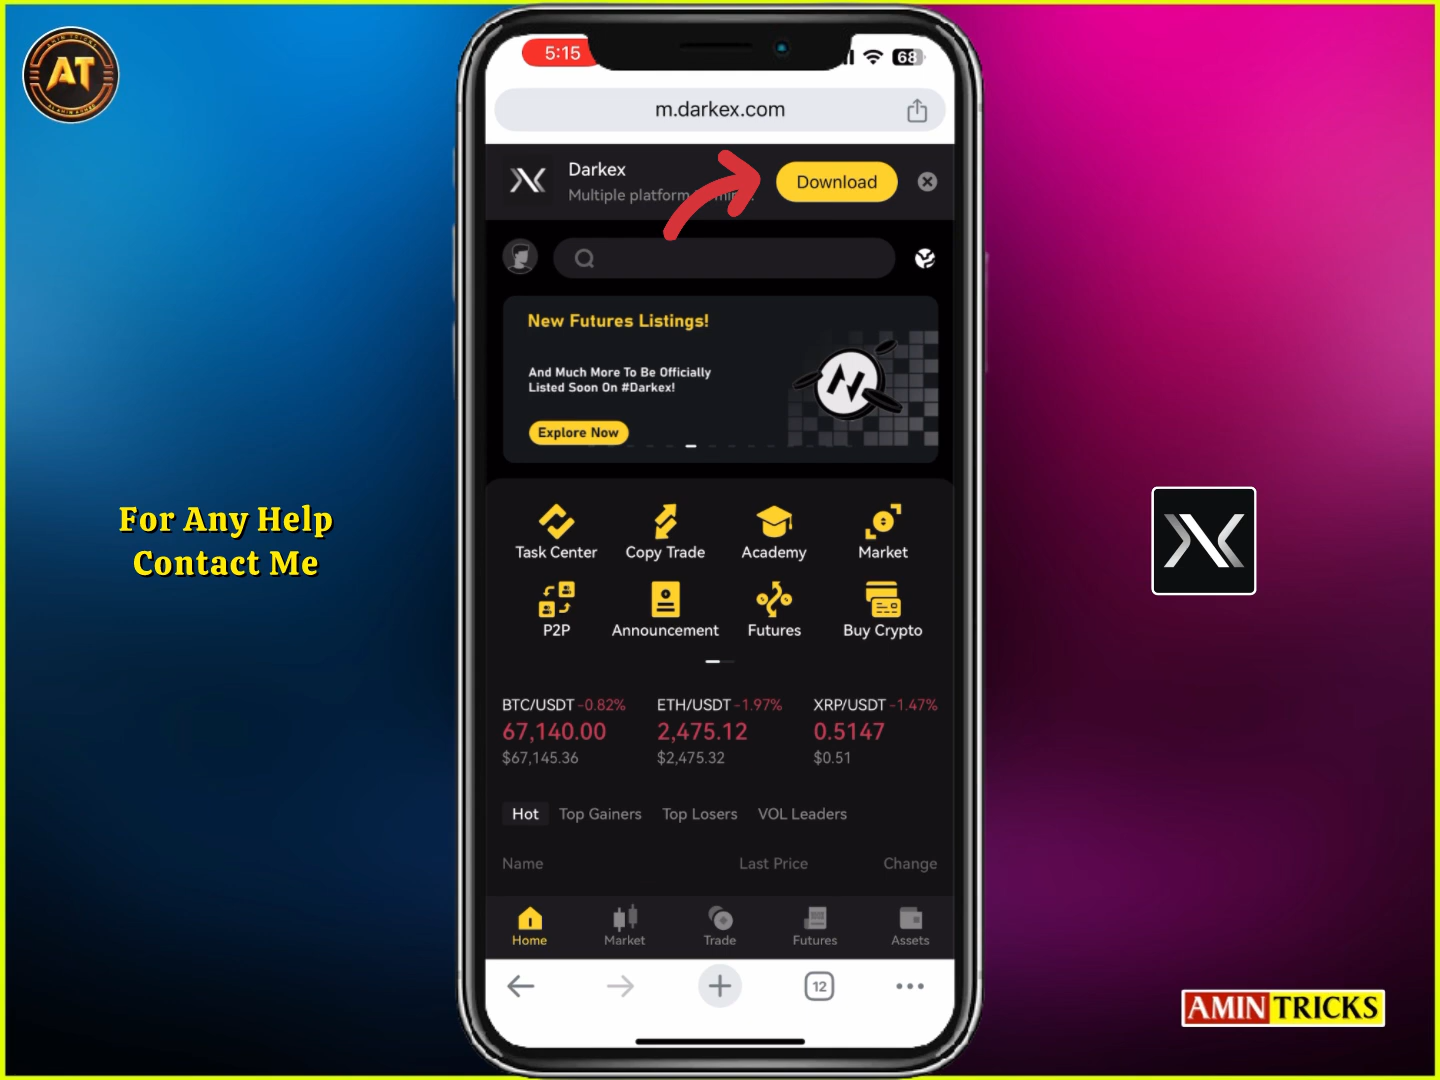 AT
5:15
68
m.darkex.com
Darkex
Multiple platform
Download
New Futures Listings!
And Much More To Be Officially
Listed Soon On #Darkex!
Explore Now
For Any Help
Contact Me
Task Center
Copy Trade
Academy
Market
P2P
Announcement
Futures
Buy Crypto
BTC/USDT -0.82%
ETH/USDT -1.97%
XRP/USDT -1.47%
67,140.00
2,475.12
0.5147
$67,145.36
$2,475.32
$0.51
Hot
Top Gainers
Top Losers
VOL Leaders
Name
Last Price
Change
Home
Market
Trade
Futures
Assets
12
AMIN TRICKS